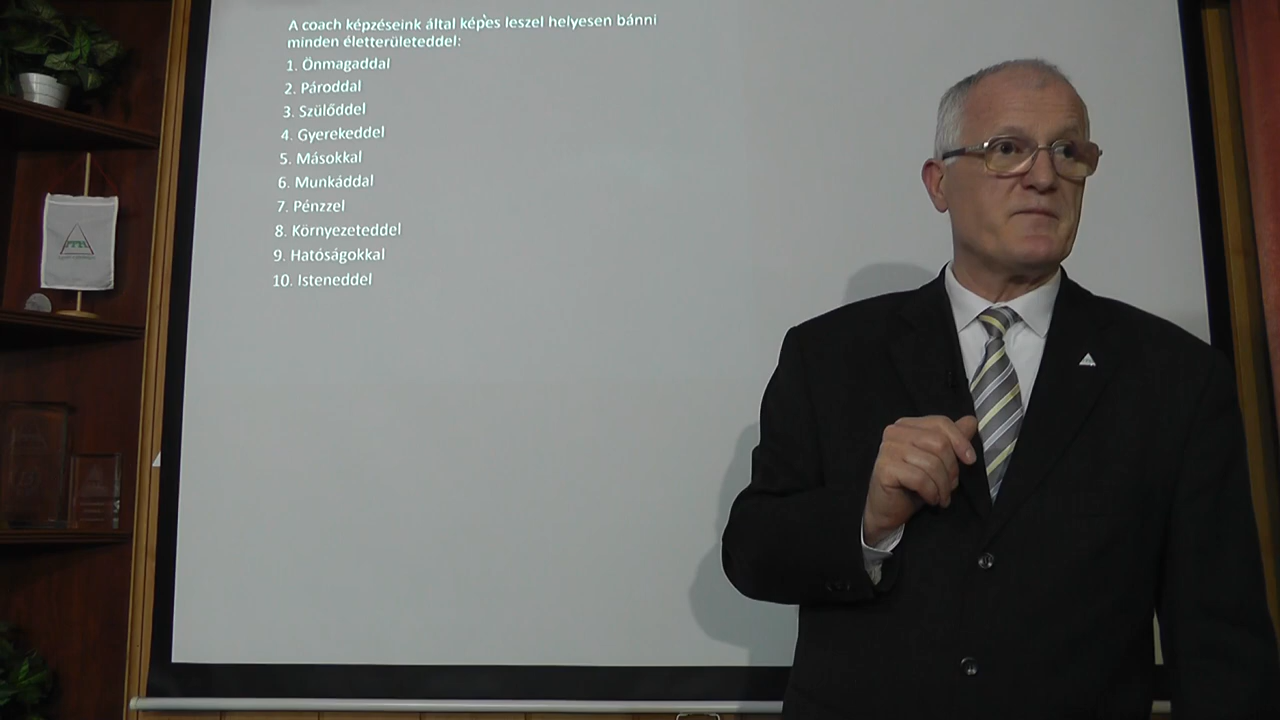 A coach képzéseink által képes leszel helyesen bánni
minden életterületeddel:
1. Önmagaddal
2. Pároddal
3. Szülőddel
4. Gyerekeddel
5. Másokkal
6. Munkáddal
7. Pénzzel
8. Környezeteddel
9. Hatóságokkal
10. Isteneddel